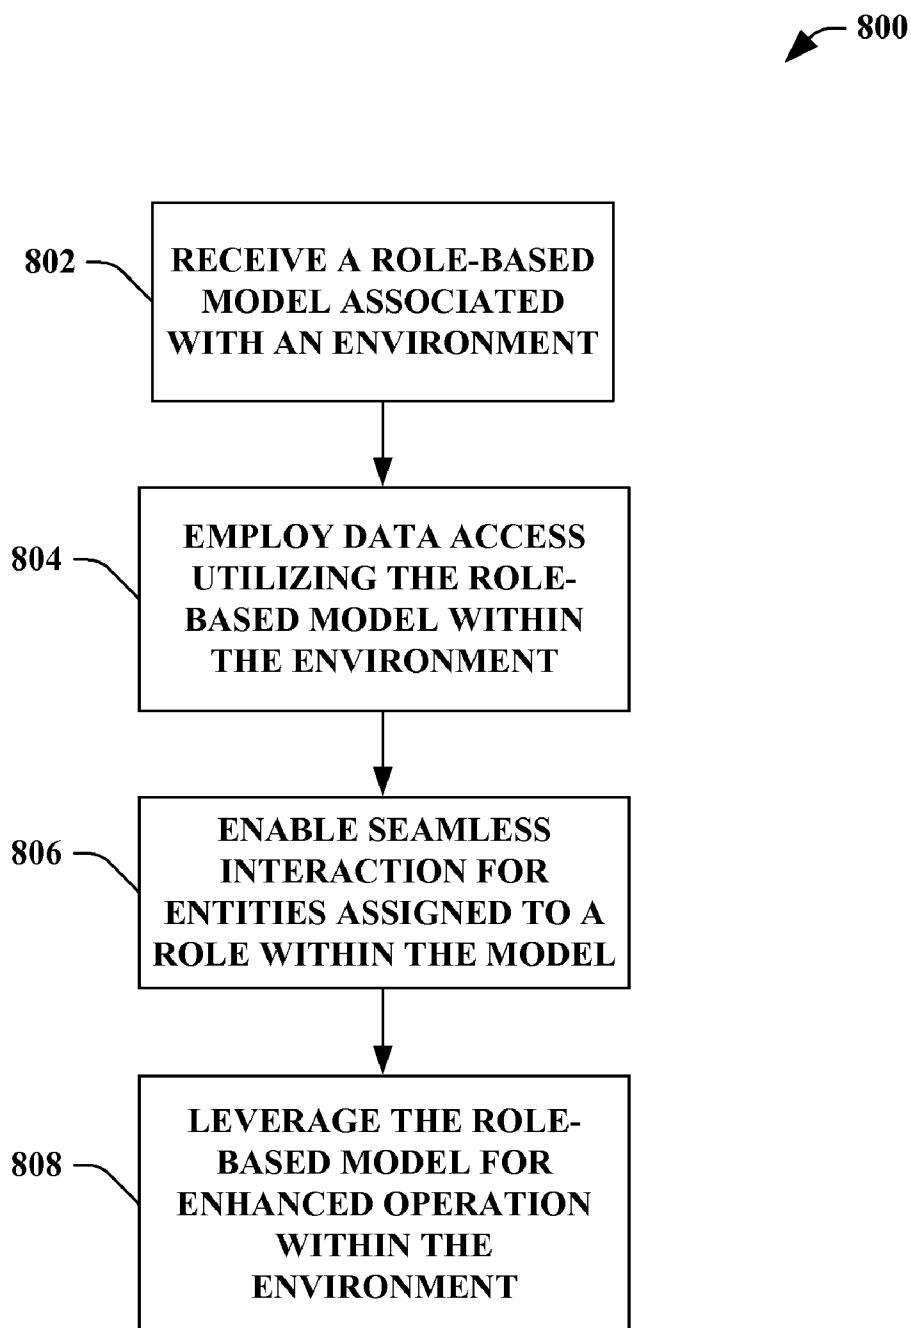 800
802
RECEIVE A ROLE-BASED
MODEL ASSOCIATED
WITH AN ENVIRONMENT
804
EMPLOY DATA ACCESS
UTILIZING THE ROLE-
BASED MODEL WITHIN
THE ENVIRONMENT
806
ENABLE SEAMLESS
INTERACTION FOR
ENTITIES ASSIGNED TO A
ROLE WITHIN THE MODEL
808
LEVERAGE THE ROLE-
BASED MODEL FOR
ENHANCED OPERATION
WITHIN THE
ENVIRONMENT